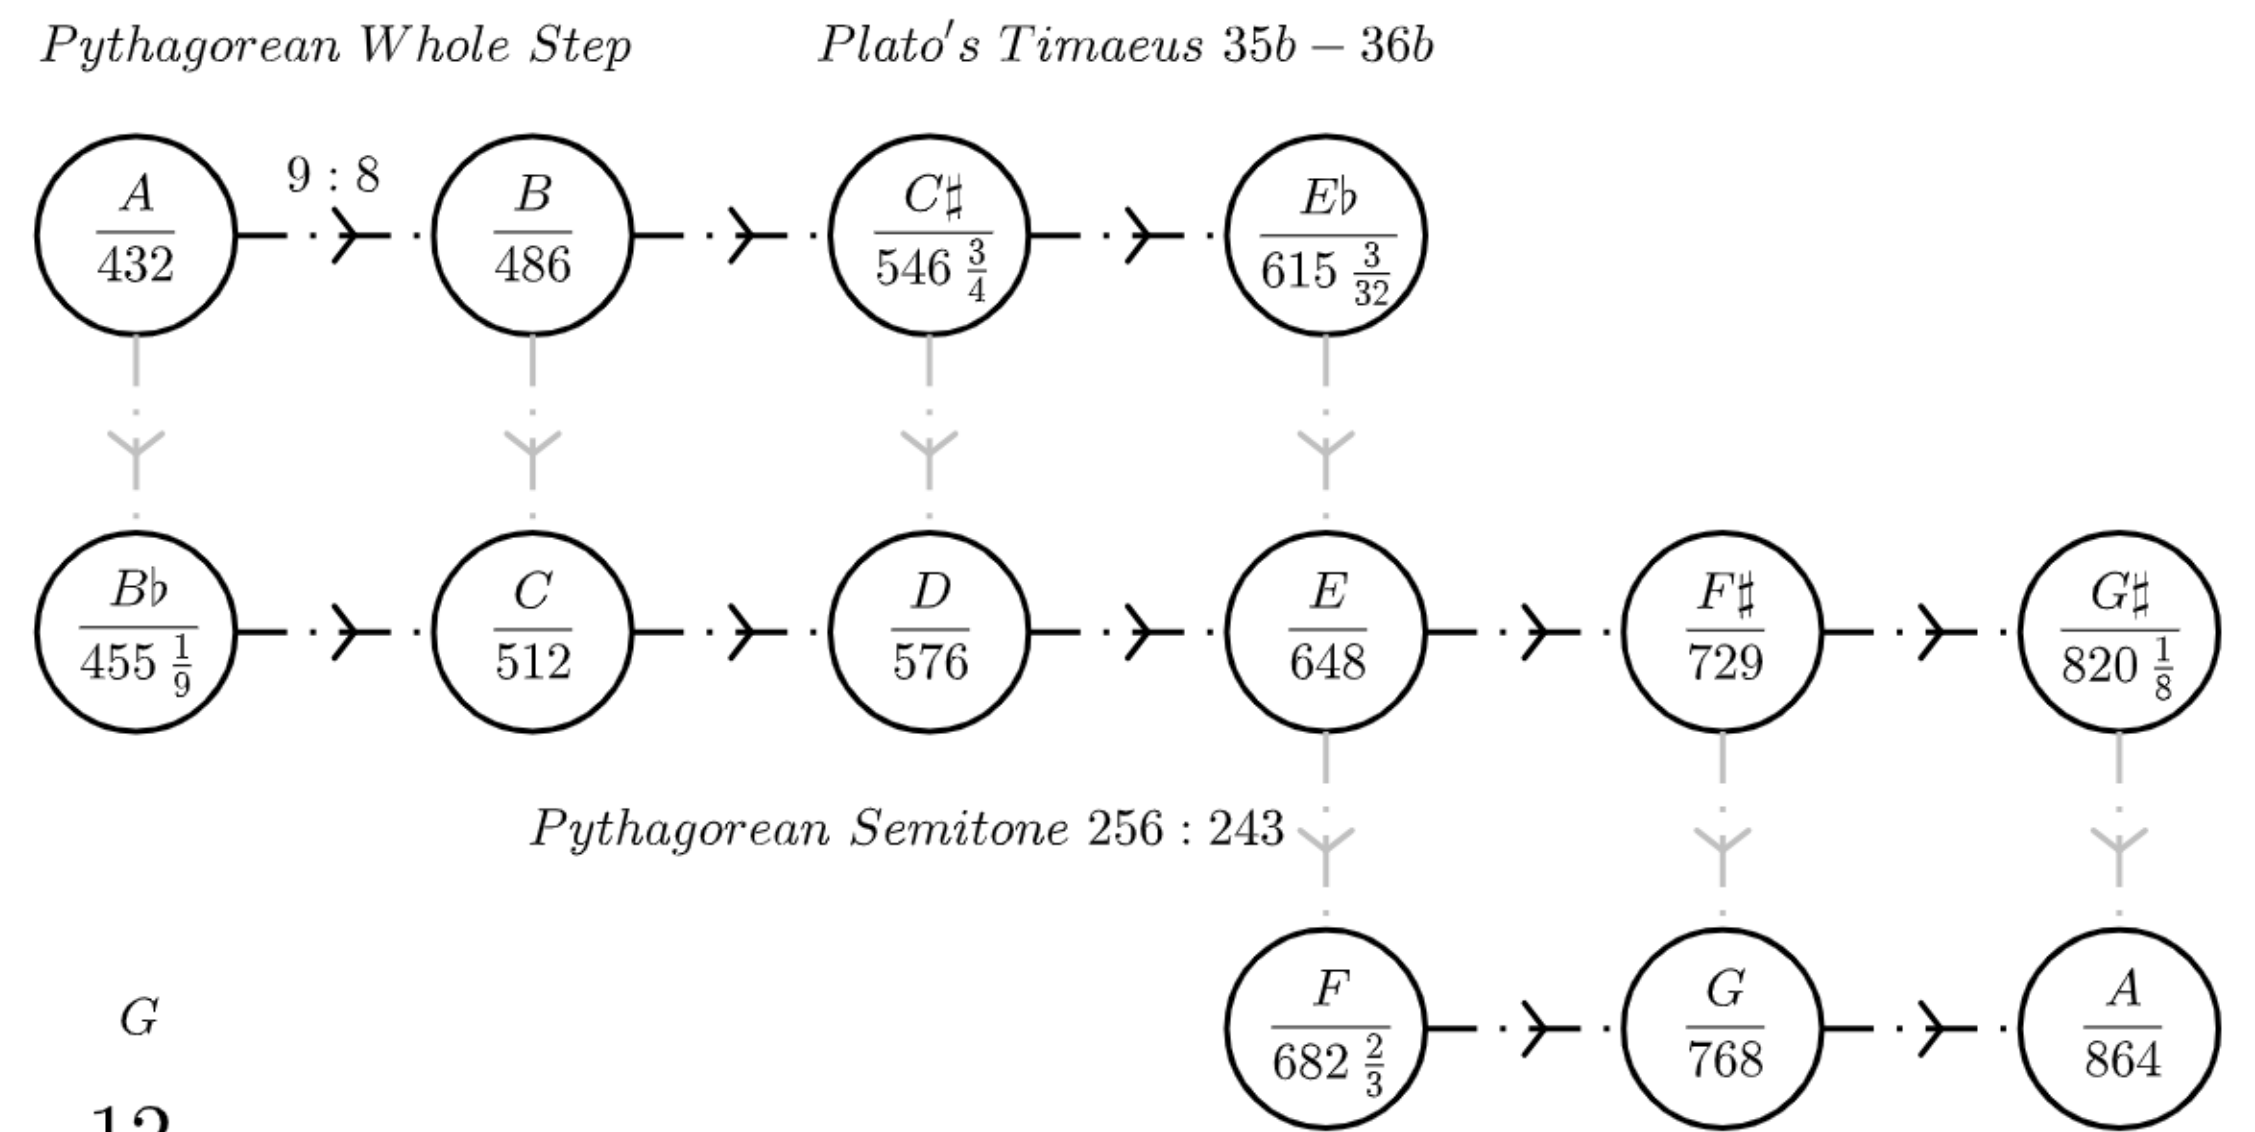 Pythagorean Whole Step Plato's Timaeus 35b – 36b
9 : 8
A B C♯ E♭
432 486 546 3/4 615 3/32
B♭ C D E F♯ G♯
455 1/9 512 576 648 729 820 1/8
Pythagorean Semitone 256 : 243
F G A
G
682 2/3 768 864
12